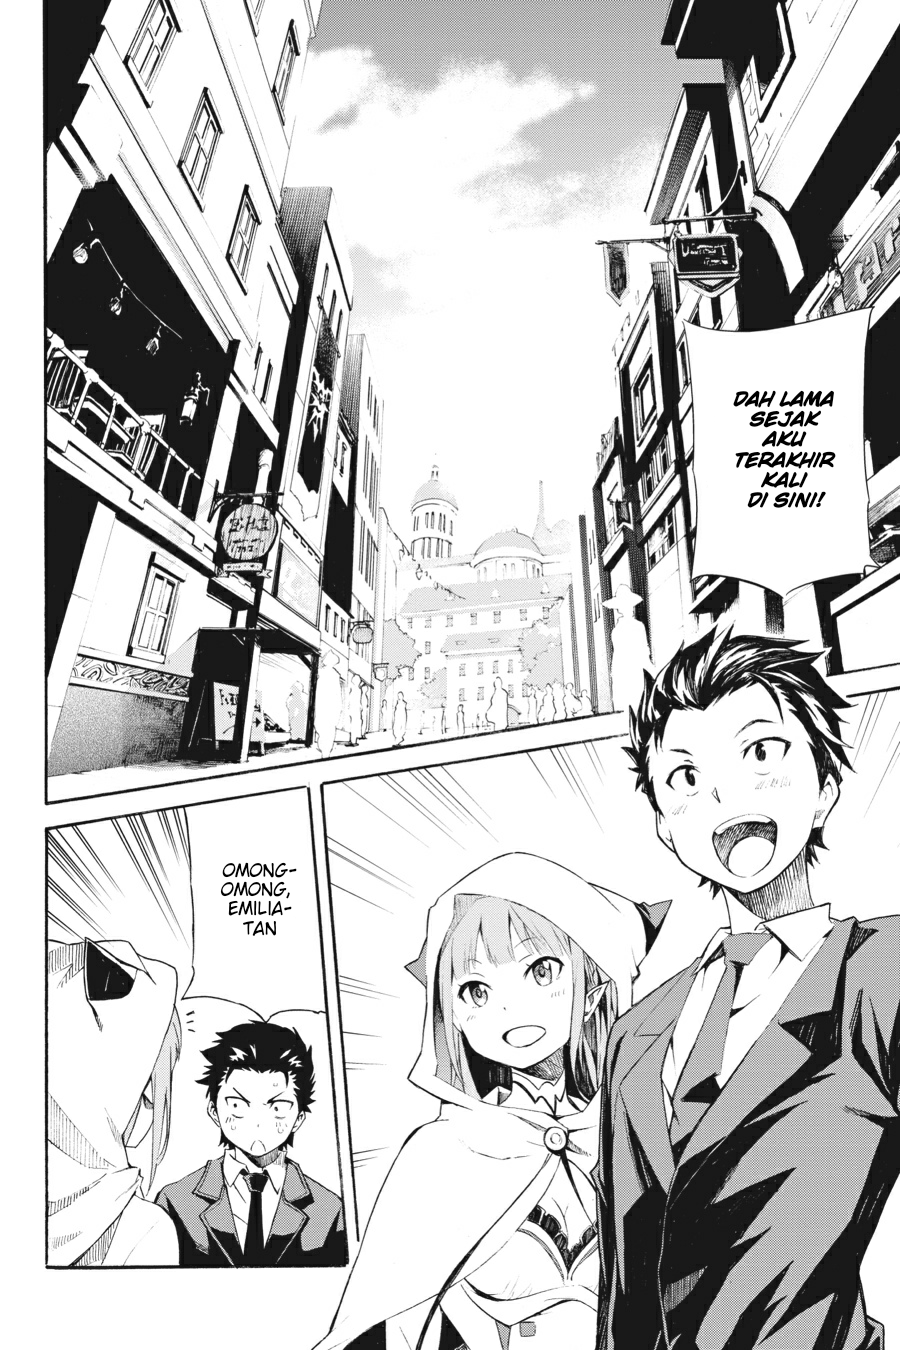 DAH LAMA
SEJAK
AKU
TERAKHIR
KALI
DI SINI!
OMONG-
OMONG,
EMILIA-
TAN